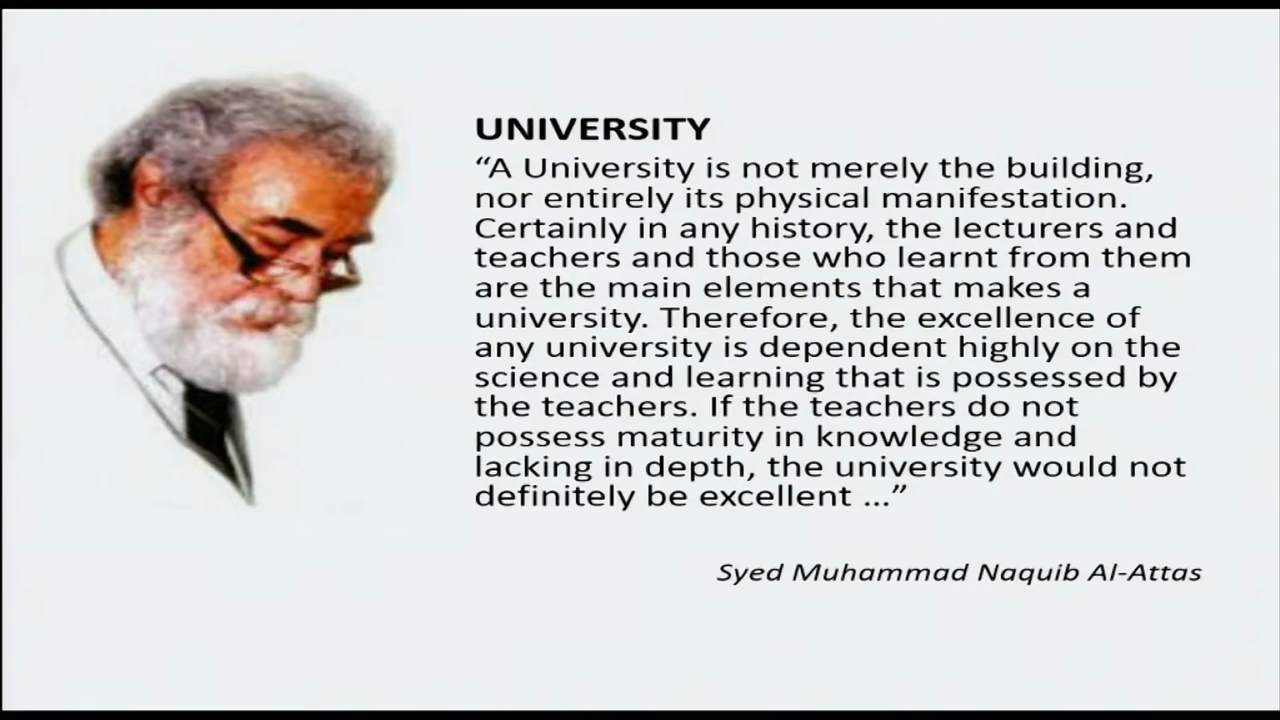 UNIVERSITY
“A University is not merely the building,
nor entirely its physical manifestation.
Certainly in any history, the lecturers and
teachers and those who learnt from them
are the main elements that makes a
university. Therefore, the excellence of
any university is dependent highly on the
science and learning that is possessed by
the teachers. If the teachers do not
possess maturity in knowledge and
lacking in depth, the university would not
definitely be excellent ...”
Syed Muhammad Naquib Al-Attas